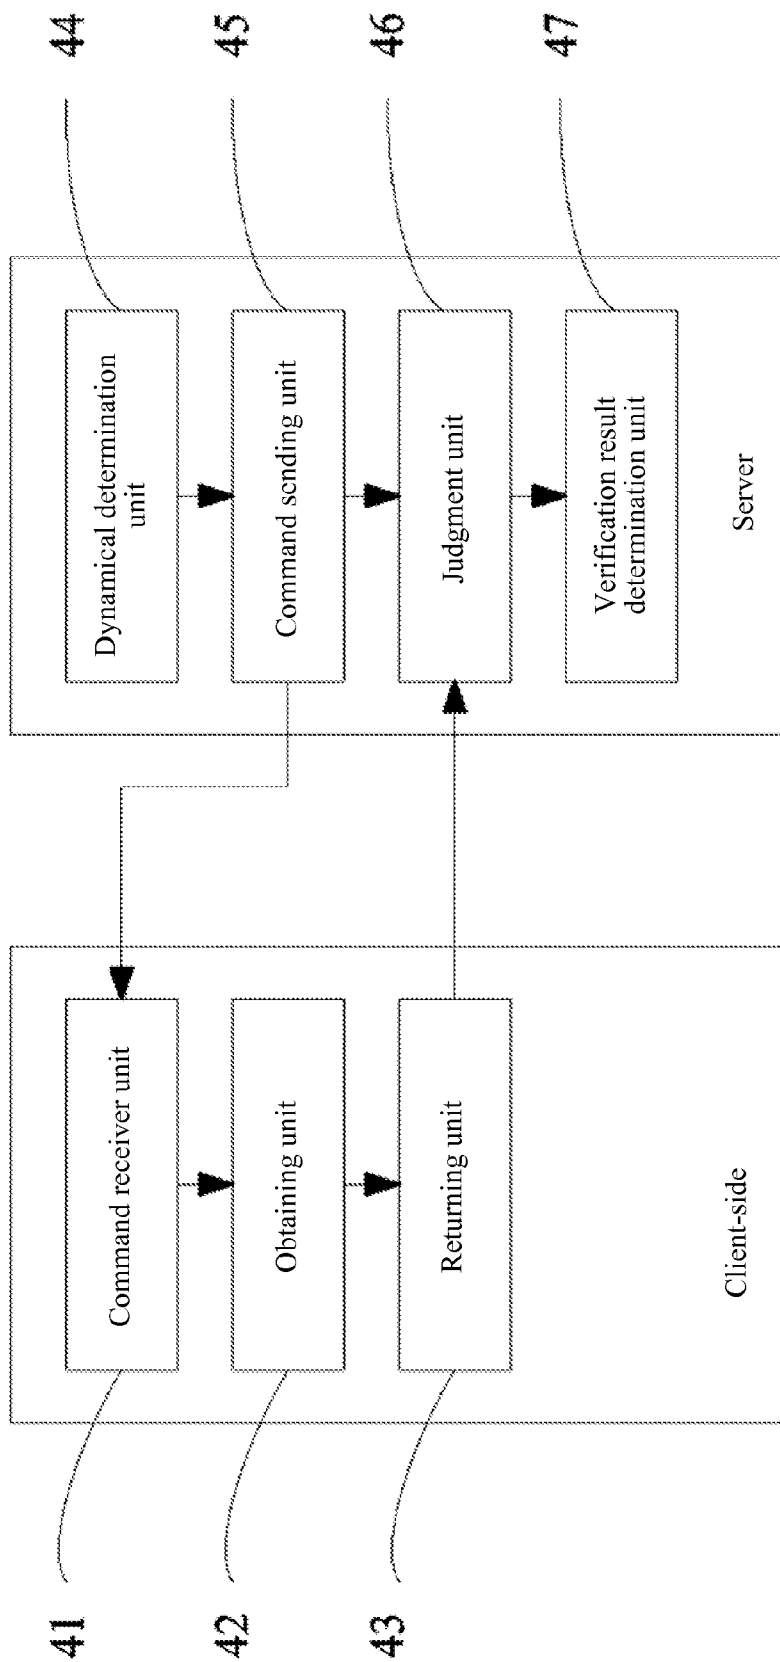 41
Command receiver unit
42
Obtaining unit
43
Returning unit
Client-side
44
Dynamical determination
unit
45
Command sending unit
46
Judgment unit
47
Verification result
determination unit
Server